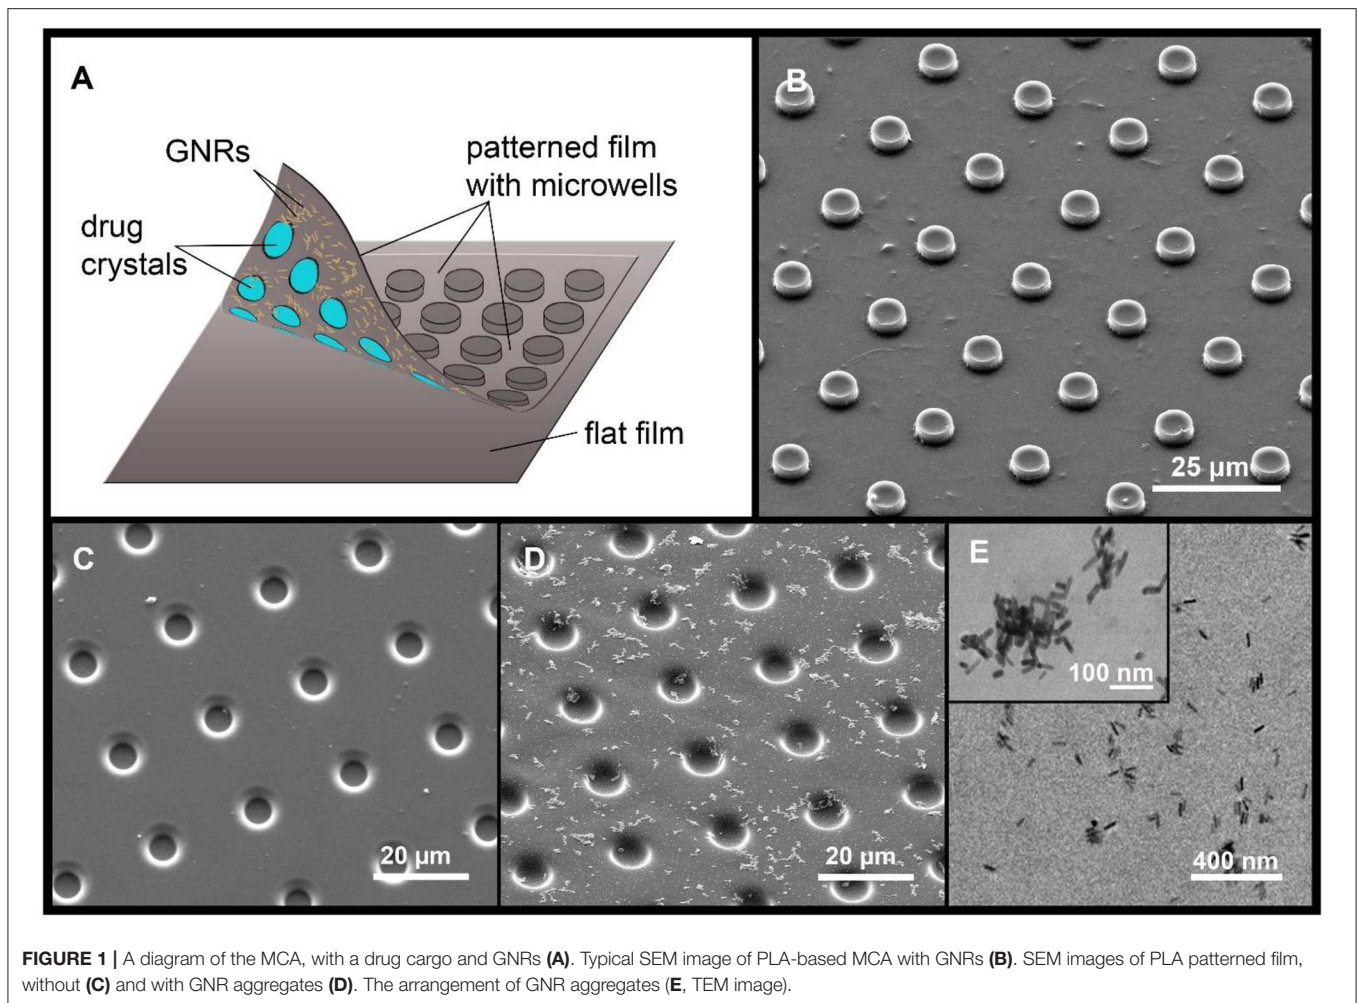 A
GNRs
drug
crystals
patterned film
with microwells
flat film
B
25 µm
C
20 µm
D
20 µm
E
100 nm
400 nm
FIGURE 1 | A diagram of the MCA, with a drug cargo and GNRs (A). Typical SEM image of PLA-based MCA with GNRs (B). SEM images of PLA patterned film,
without (C) and with GNR aggregates (D). The arrangement of GNR aggregates (E, TEM image).